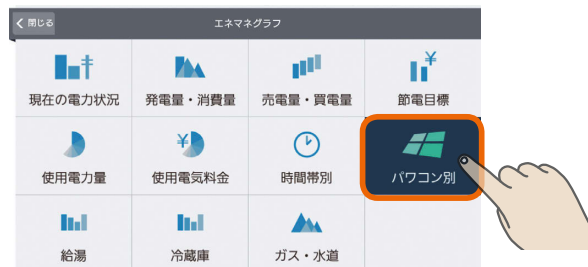 閉じる
エネマネグラフ
現在の電力状況
発電量・消費量
売電量・買電量
節電目標
使用電力量
使用電気料金
時間帯別
パワコン別
給湯
冷蔵庫
ガス・水道